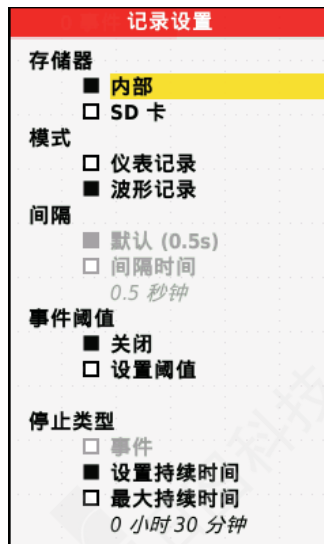 记录设置
存储器
内部
SD 卡
模式
仪表记录
波形记录
间隔
默认 (0.5s)
间隔时间
0.5 秒钟
事件阈值
关闭
设置阈值
停止类型
事件
设置持续时间
最大持续时间
0 小时 30 分钟